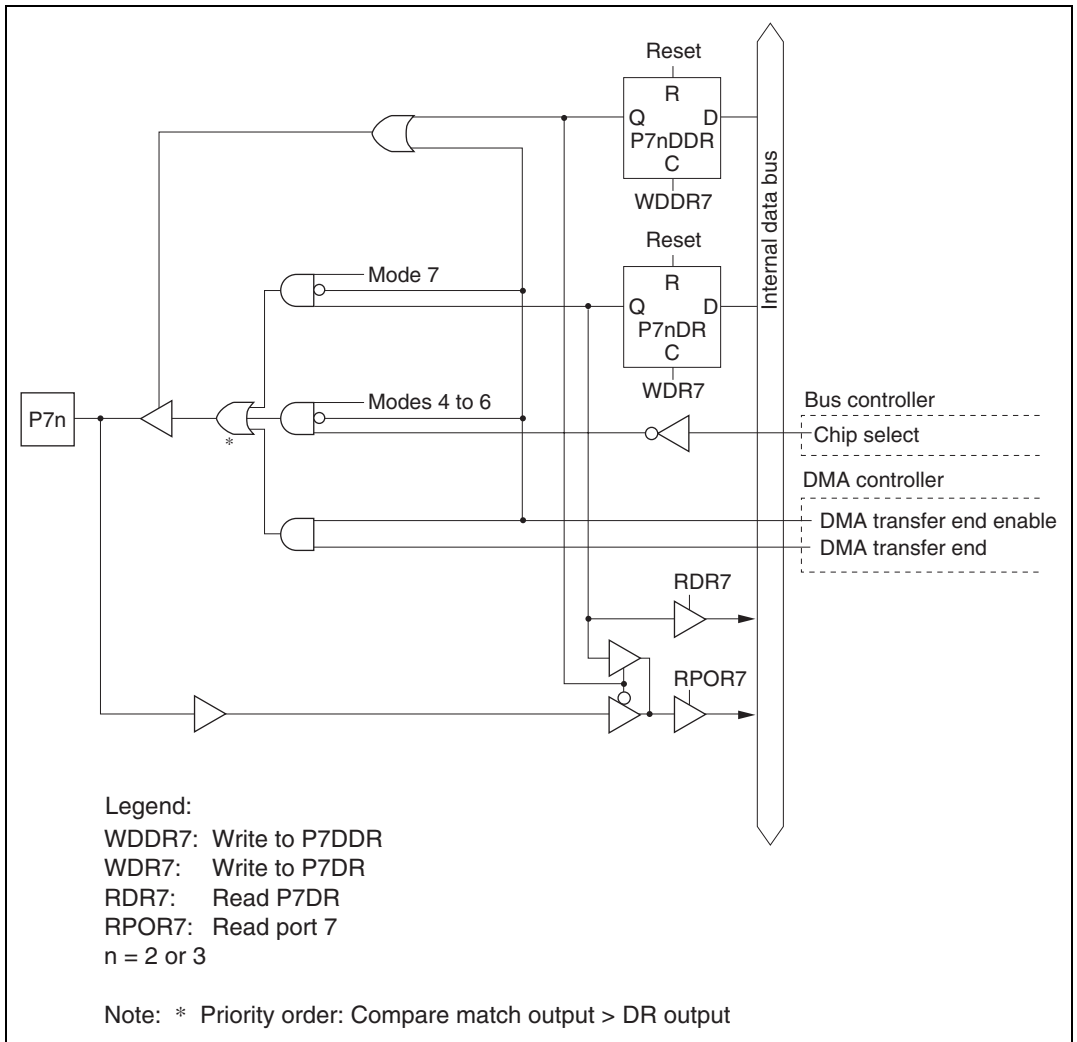 Reset
R
Q D
P7nDDR
C
WDDR7
Reset
R
Q D
P7nDR
C
WDR7
Internal data bus
Mode 7
Modes 4 to 6
P7n
*
Bus controller
Chip select
DMA controller
DMA transfer end enable
DMA transfer end
RDR7
RPOR7
Legend:
WDDR7: Write to P7DDR
WDR7: Write to P7DR
RDR7: Read P7DR
RPOR7: Read port 7
n = 2 or 3
Note: * Priority order: Compare match output > DR output